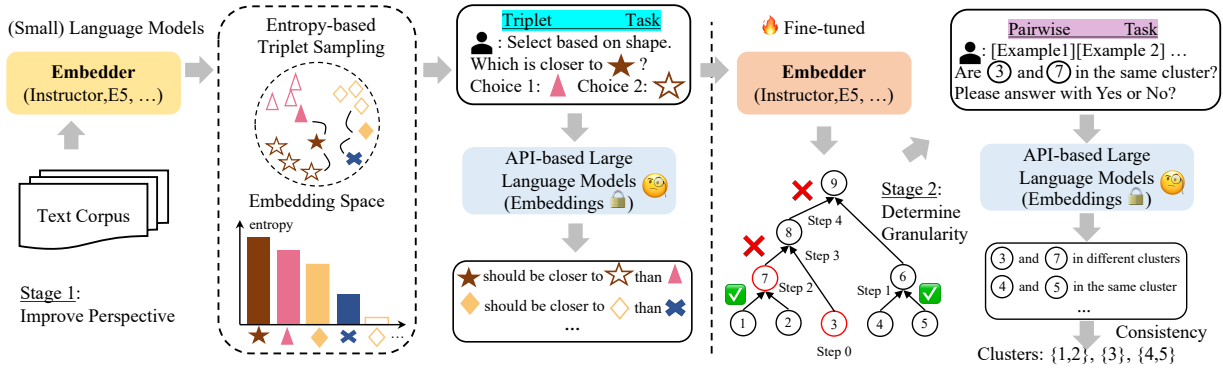 (Small) Language Models
Embedder
(Instructor,E5, …)
Text Corpus
Stage 1:
Improve Perspective
Entropy-based
Triplet Sampling
Embedding Space
entropy
...
Triplet Task
: Select based on shape.
Which is closer to ?
Choice 1: Choice 2:
API-based Large
Language Models
(Embeddings )
should be closer to than
should be closer to than
...
Fine-tuned
Embedder
(Instructor,E5, …)
9
Step 4
8
Step 3
7
Step 2
6
Step 1
1
2
3
4
5
Step 0
Stage 2:
Determine
Granularity
Pairwise Task
: [Example1][Example 2] …
Are 3 and 7 in the same cluster?
Please answer with Yes or No?
API-based Large
Language Models
(Embeddings )
3 and 7 in different clusters
4 and 5 in the same cluster
...
Consistency
Clusters: {1,2}, {3}, {4,5}